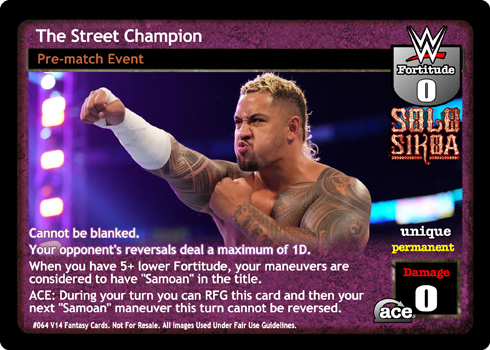 The Street Champion
Pre-match Event
W
Fortitude
0
SOLO
SIKOA
Cannot be blanked.
Your opponent's reversals deal a maximum of 1D.
When you have 5+ lower Fortitude, your maneuvers are
considered to have "Samoan" in the title.
ACE: During your turn you can RFG this card and then your
next "Samoan" maneuver this turn cannot be reversed.
unique
permanent
Damage
ace
0
#064 V14 Fantasy Cards. Not For Resale. All Images Used Under Fair Use Guidelines.